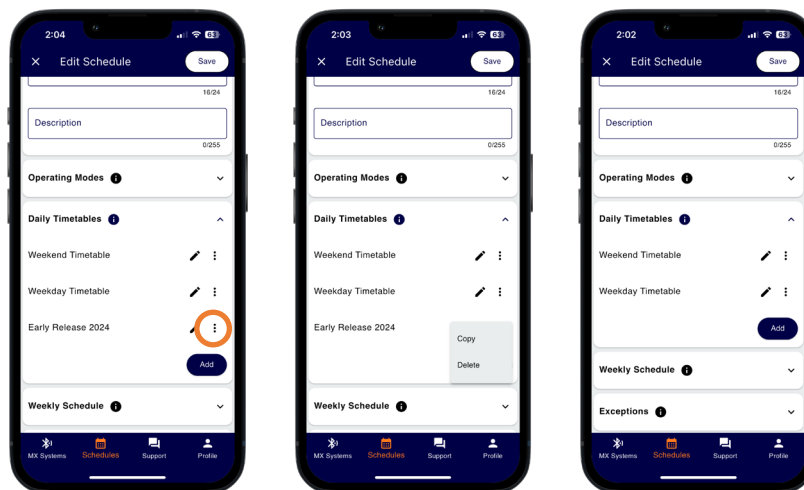 2:04
63
Edit Schedule
Save
16/24
Description
0/255
Operating Modes
Daily Timetables
Weekend Timetable
Weekday Timetable
Early Release 2024
Add
Weekly Schedule
MX Systems
Schedules
Support
Profile
2:03
63
Edit Schedule
Save
16/24
Description
0/255
Operating Modes
Daily Timetables
Weekend Timetable
Weekday Timetable
Early Release 2024
Copy
Delete
Weekly Schedule
MX Systems
Schedules
Support
Profile
2:02
63
Edit Schedule
Save
16/24
Description
0/255
Operating Modes
Daily Timetables
Weekend Timetable
Weekday Timetable
Add
Weekly Schedule
Exceptions
MX Systems
Schedules
Support
Profile